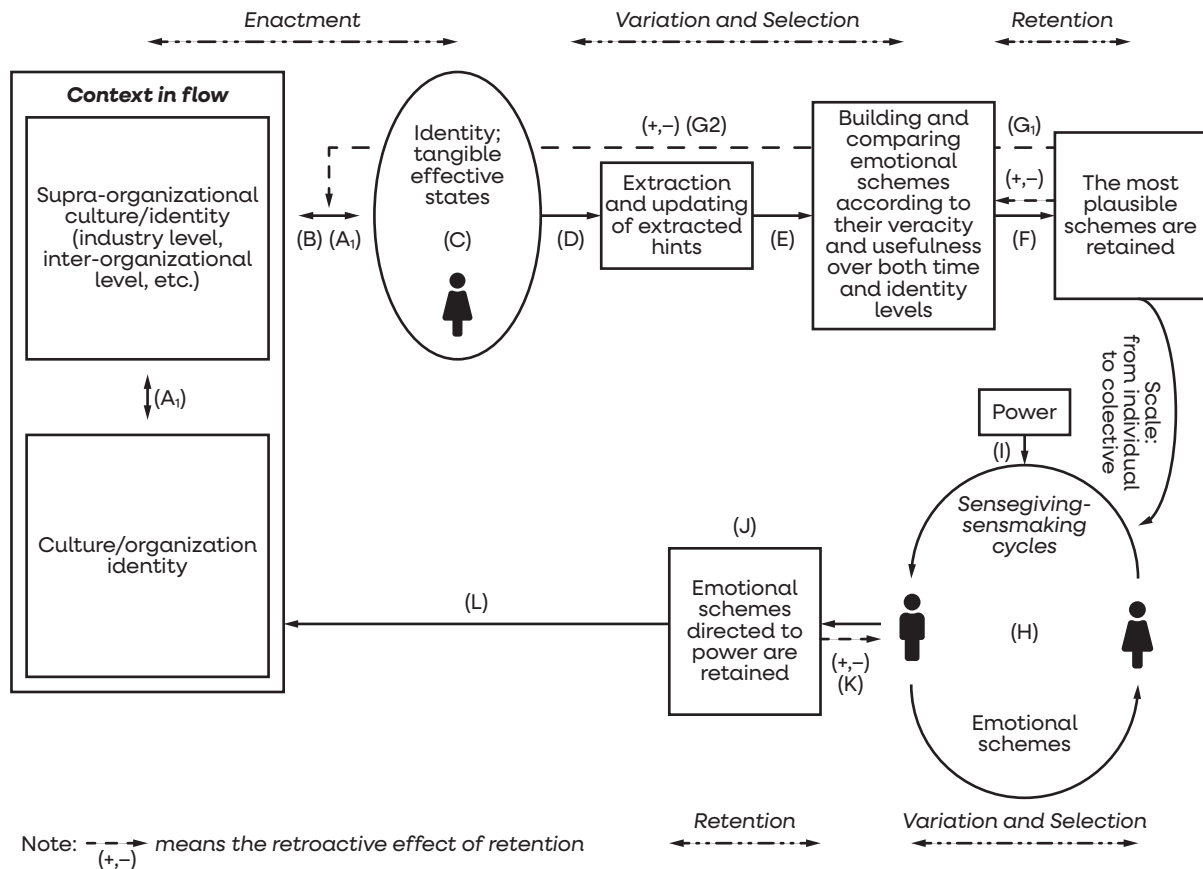 Enactment
Variation and Selection
Retention
Context in flow
Supra-organizational
culture/identity
(industry level,
inter-organizational
level, etc.)
(A₁)
Culture/organization
identity
(B) (A₁)
Identity;
tangible
effective
states
(C)
(+,–) (G2)
(D)
Extraction
and updating
of extracted
hints
(E)
Building and
comparing
emotional
schemes
according to
their veracity
and usefulness
over both time
and identity
levels
(G₁)
(+,–)
(F)
The most
plausible
schemes are
retained
Scale:
from individual
to colective
Power
(I)
Sensegiving-
sensmaking
cycles
(H)
Emotional
schemes
(J)
Emotional
schemes
directed to
power are
retained
(+,–)
(K)
(L)
Retention
Variation and Selection
Note: means the retroactive effect of retention
(+,–)